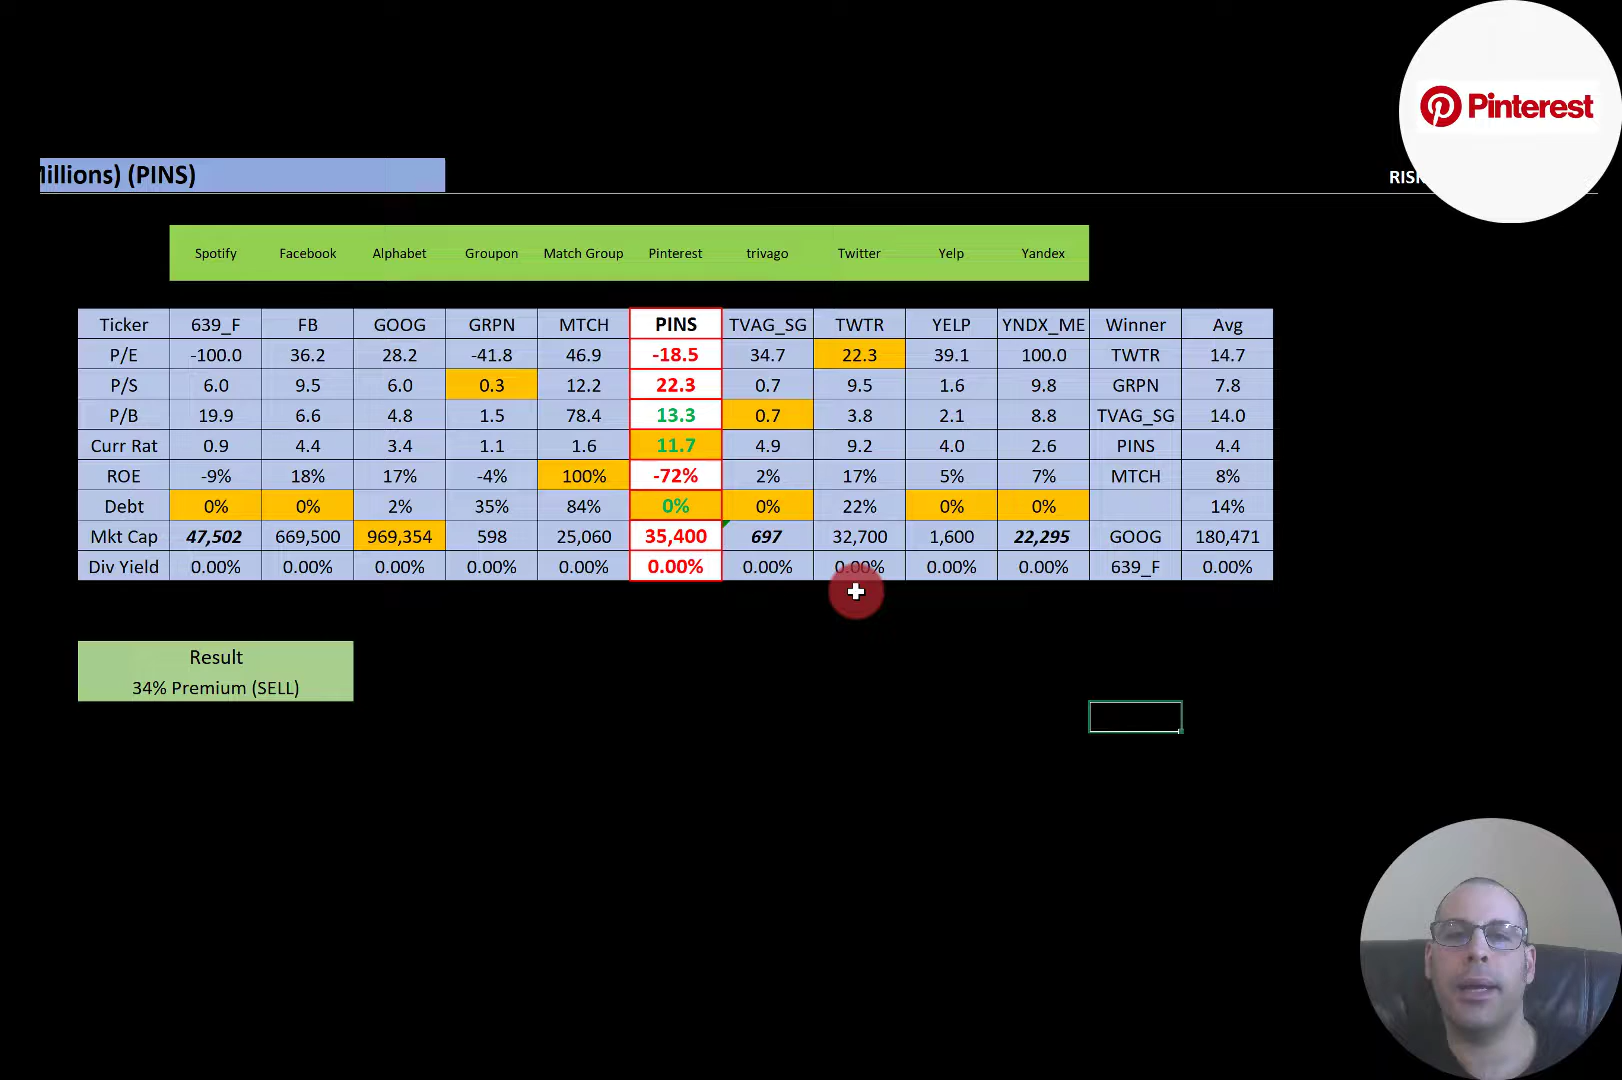 Pinterest
illions) (PINS)
RISK
Spotify Facebook Alphabet Groupon Match Group Pinterest trivago Twitter Yelp Yandex
Ticker 639_F FB GOOG GRPN MTCH PINS TVAG_SG TWTR YELP YNDX_ME Winner Avg
P/E -100.0 36.2 28.2 -41.8 46.9 -18.5 34.7 22.3 39.1 100.0 TWTR 14.7
P/S 6.0 9.5 6.0 0.3 12.2 22.3 0.7 9.5 1.6 9.8 GRPN 7.8
P/B 19.9 6.6 4.8 1.5 78.4 13.3 0.7 3.8 2.1 8.8 TVAG_SG 14.0
Curr Rat 0.9 4.4 3.4 1.1 1.6 11.7 4.9 9.2 4.0 2.6 PINS 4.4
ROE -9% 18% 17% -4% 100% -72% 2% 17% 5% 7% MTCH 8%
Debt 0% 0% 2% 35% 84% 0% 0% 22% 0% 0% 14%
Mkt Cap 47,502 669,500 969,354 598 25,060 35,400 697 32,700 1,600 22,295 GOOG 180,471
Div Yield 0.00% 0.00% 0.00% 0.00% 0.00% 0.00% 0.00% 0.00% 0.00% 0.00% 639_F 0.00%
Result
34% Premium (SELL)